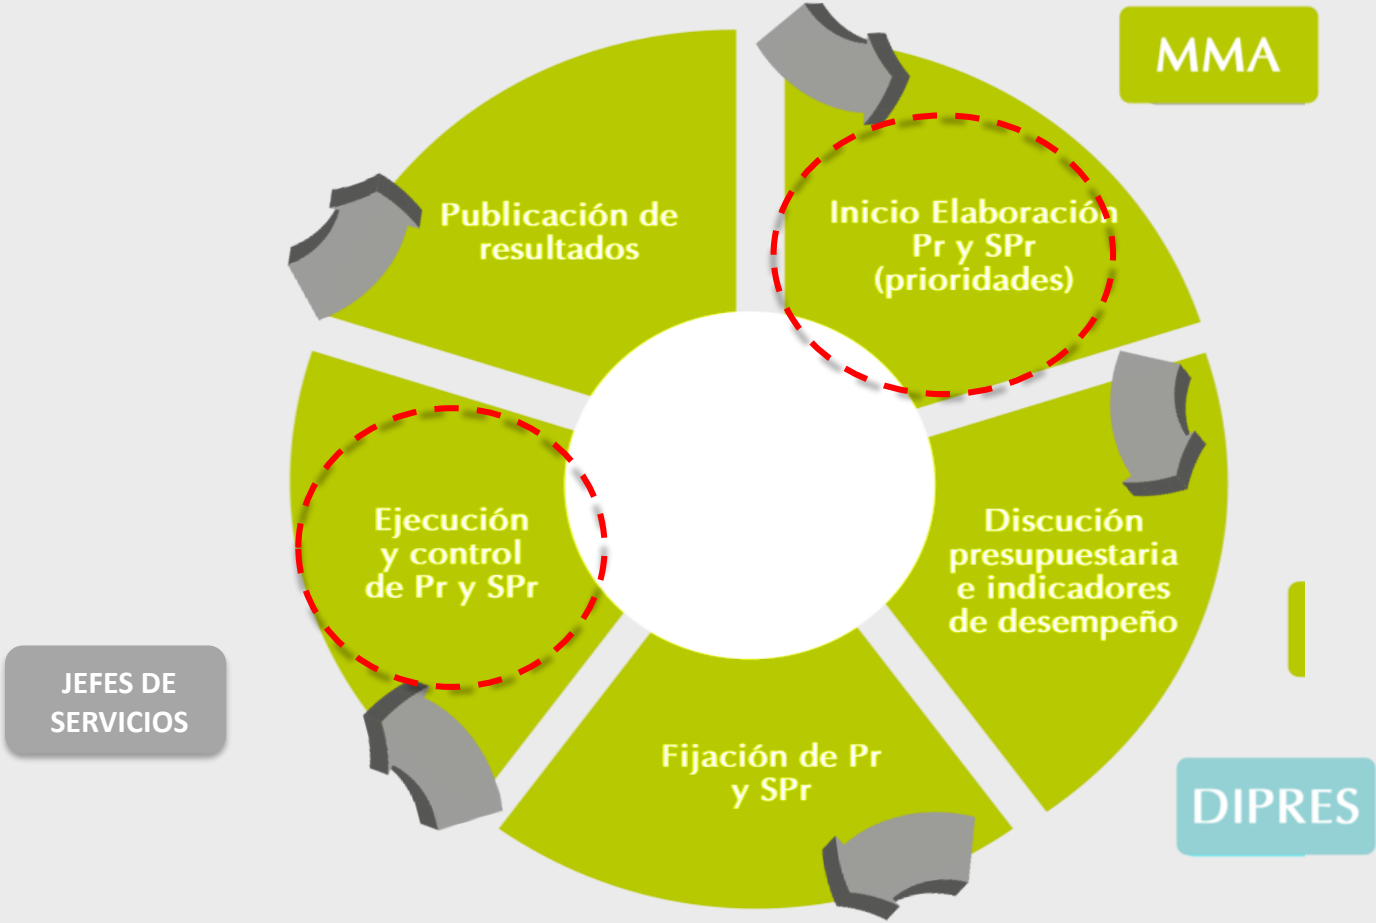 MMA
Publicación de
resultados
Inicio Elaboración
Pr y SPr
(prioridades)
Ejecución
y control
de Pr y SPr
Discución
presupuestaria
e indicadores
de desempeño
JEFES DE
SERVICIOS
Fijación de Pr
y SPr
DIPRES